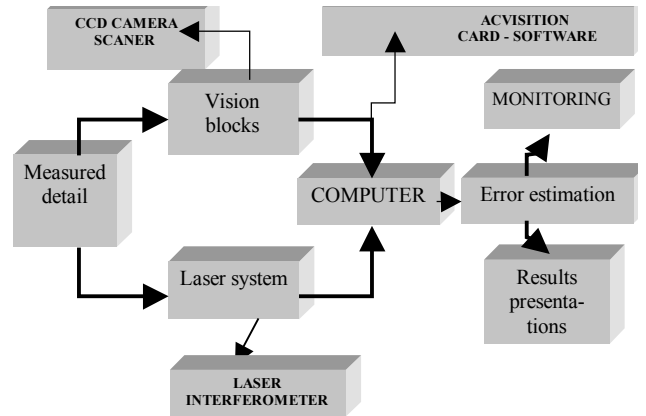 CCD CAMERA
SCANER
ACVISITION
CARD - SOFTWARE
Vision
blocks
MONITORING
Measured
detail
COMPUTER
Error estimation
Laser system
Results
presenta-
tions
LASER
INTERFEROMETER